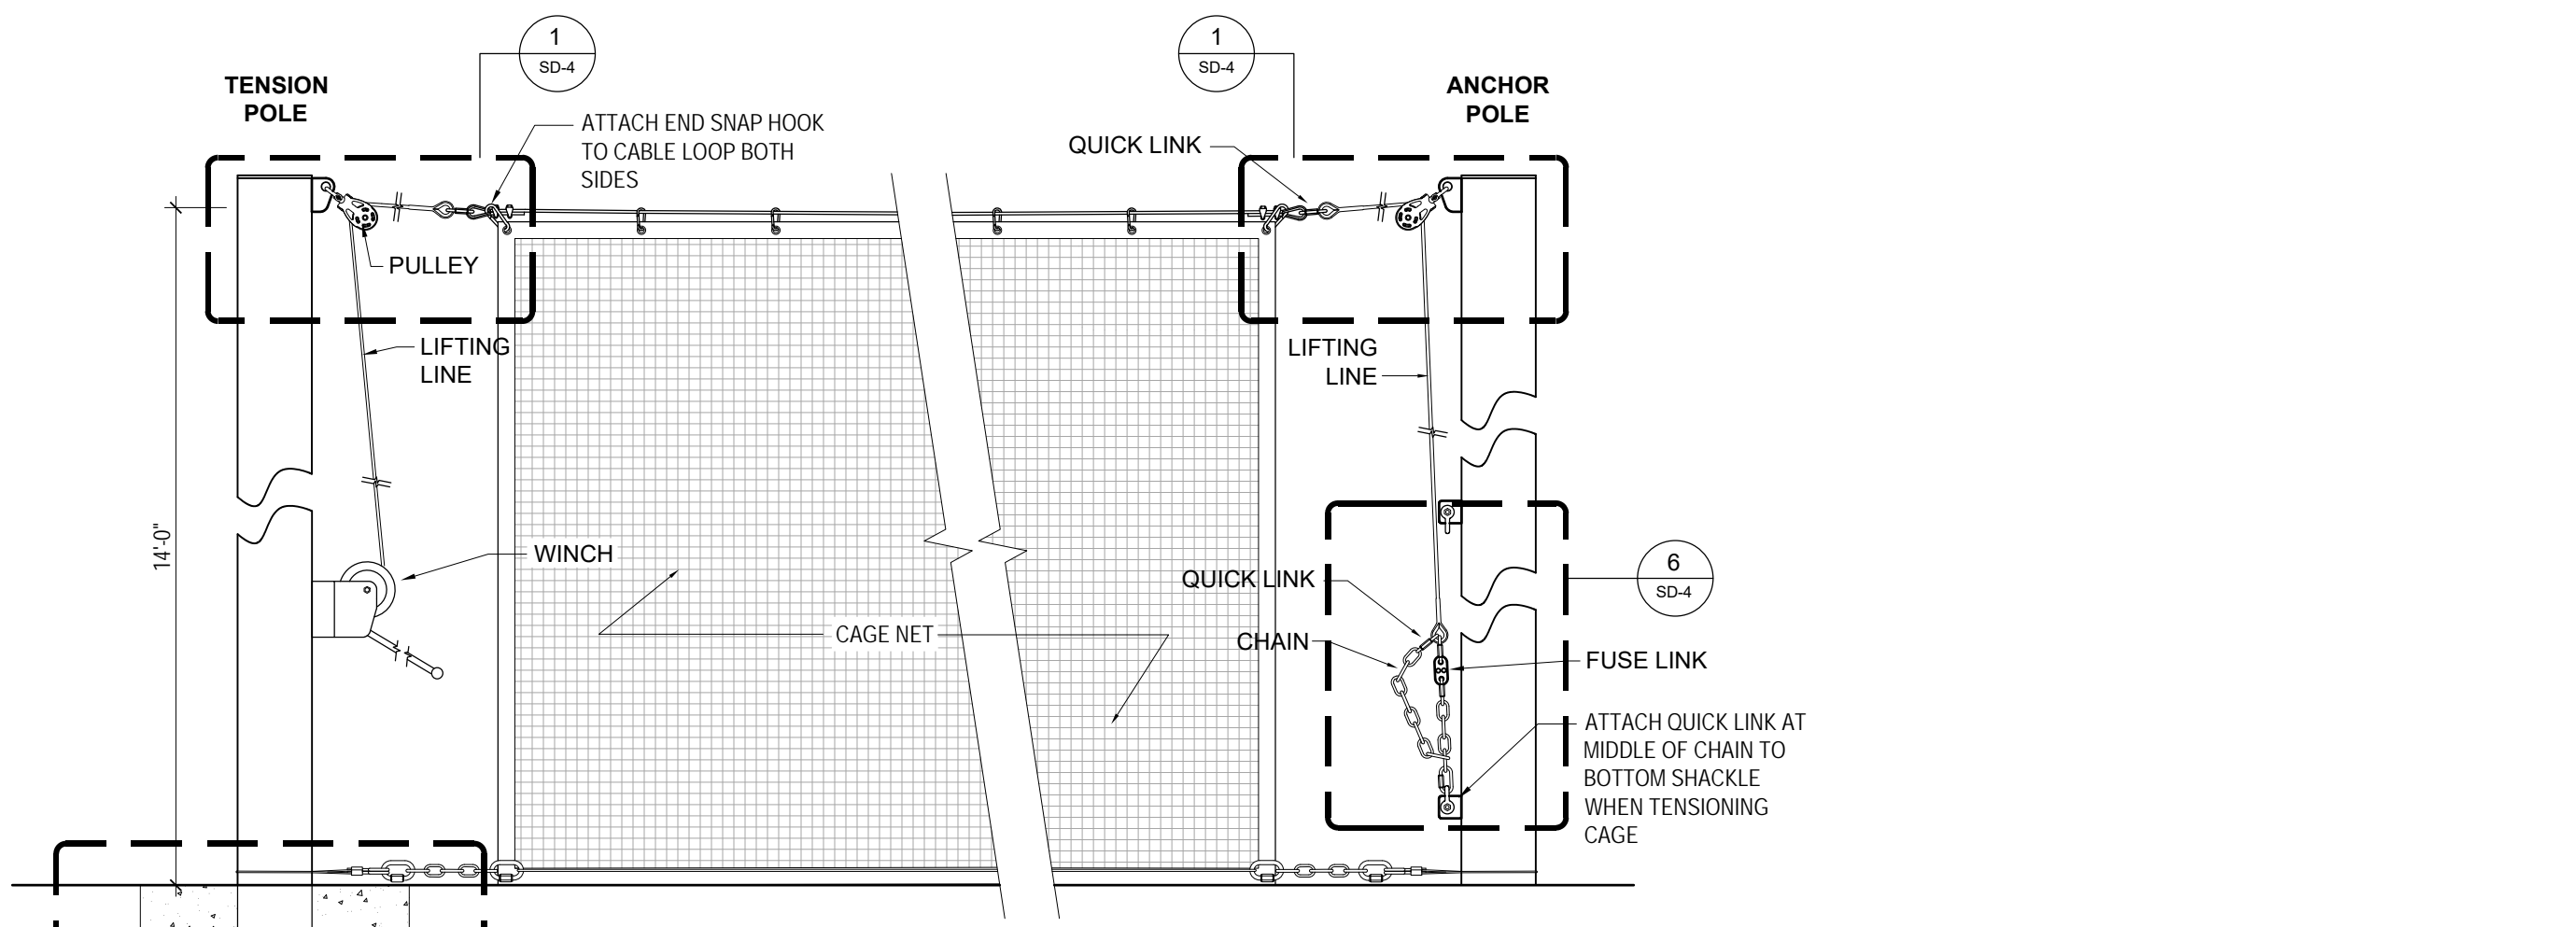 1
SD-4
1
SD-4
TENSION
POLE
ANCHOR
POLE
ATTACH END SNAP HOOK
TO CABLE LOOP BOTH
SIDES
QUICK LINK
PULLEY
LIFTING
LINE
LIFTING
LINE
14'-0"
WINCH
QUICK LINK
6
SD-4
CAGE NET
CHAIN
FUSE LINK
ATTACH QUICK LINK AT
MIDDLE OF CHAIN TO
BOTTOM SHACKLE
WHEN TENSIONING
CAGE